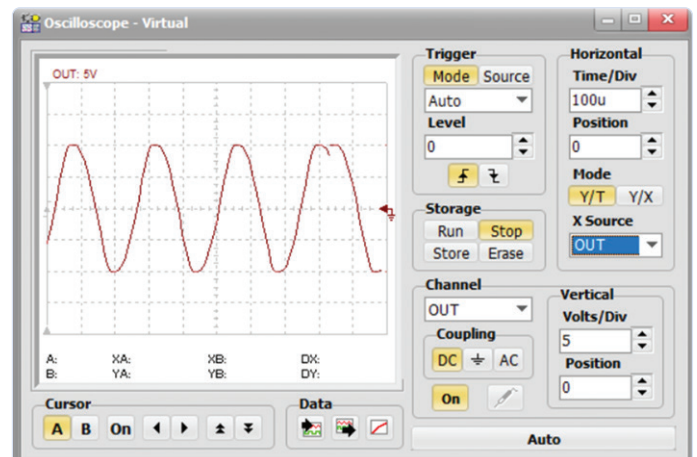 Oscilloscope - Virtual
OUT: 5V
A: XA: XB: DX:
B: YA: YB: DY:
Cursor
A B On
Data
Trigger
Mode Source
Auto
Level
0
Storage
Run Stop
Store Erase
Horizontal
Time/Div
100u
Position
0
Mode
Y/T Y/X
X Source
OUT
Channel
OUT
Coupling
DC AC
On
Vertical
Volts/Div
5
Position
0
Auto